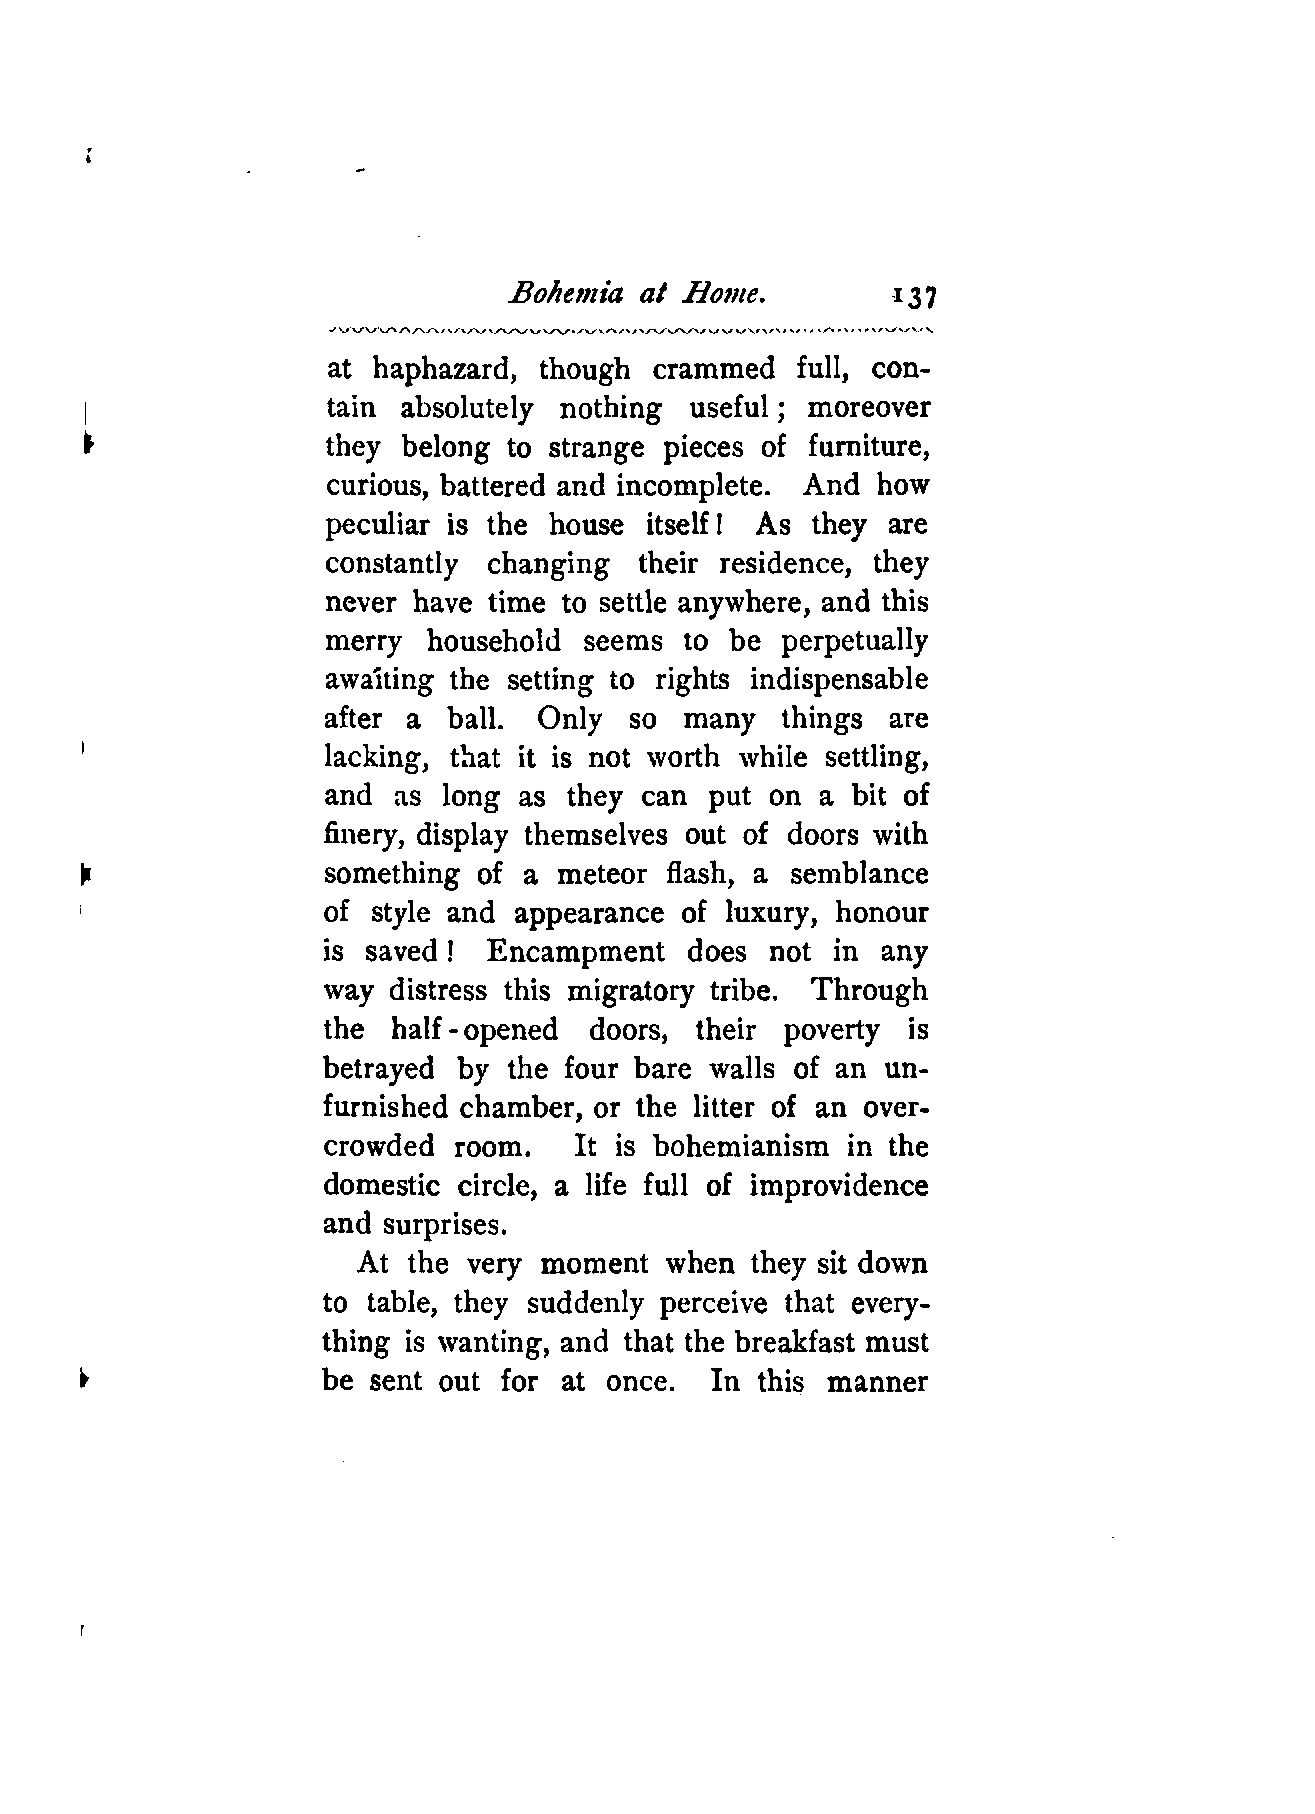 Bohemia at Home. 137
at haphazard, though crammed full, con-
tain absolutely nothing useful; moreover
they belong to strange pieces of furniture,
curious, battered and incomplete. And how
peculiar is the house itself! As they are
constantly changing their residence, they
never have time to settle anywhere, and this
merry household seems to be perpetually
awaiting the setting to rights indispensable
after a ball. Only so many things are
lacking, that it is not worth while settling,
and as long as they can put on a bit of
finery, display themselves out of doors with
something of a meteor flash, a semblance
of style and appearance of luxury, honour
is saved! Encampment does not in any
way distress this migratory tribe. Through
the half-opened doors, their poverty is
betrayed by the four bare walls of an un-
furnished chamber, or the litter of an over-
crowded room. It is bohemianism in the
domestic circle, a life full of improvidence
and surprises.
At the very moment when they sit down
to table, they suddenly perceive that every-
thing is wanting, and that the breakfast must
be sent out for at once. In this manner